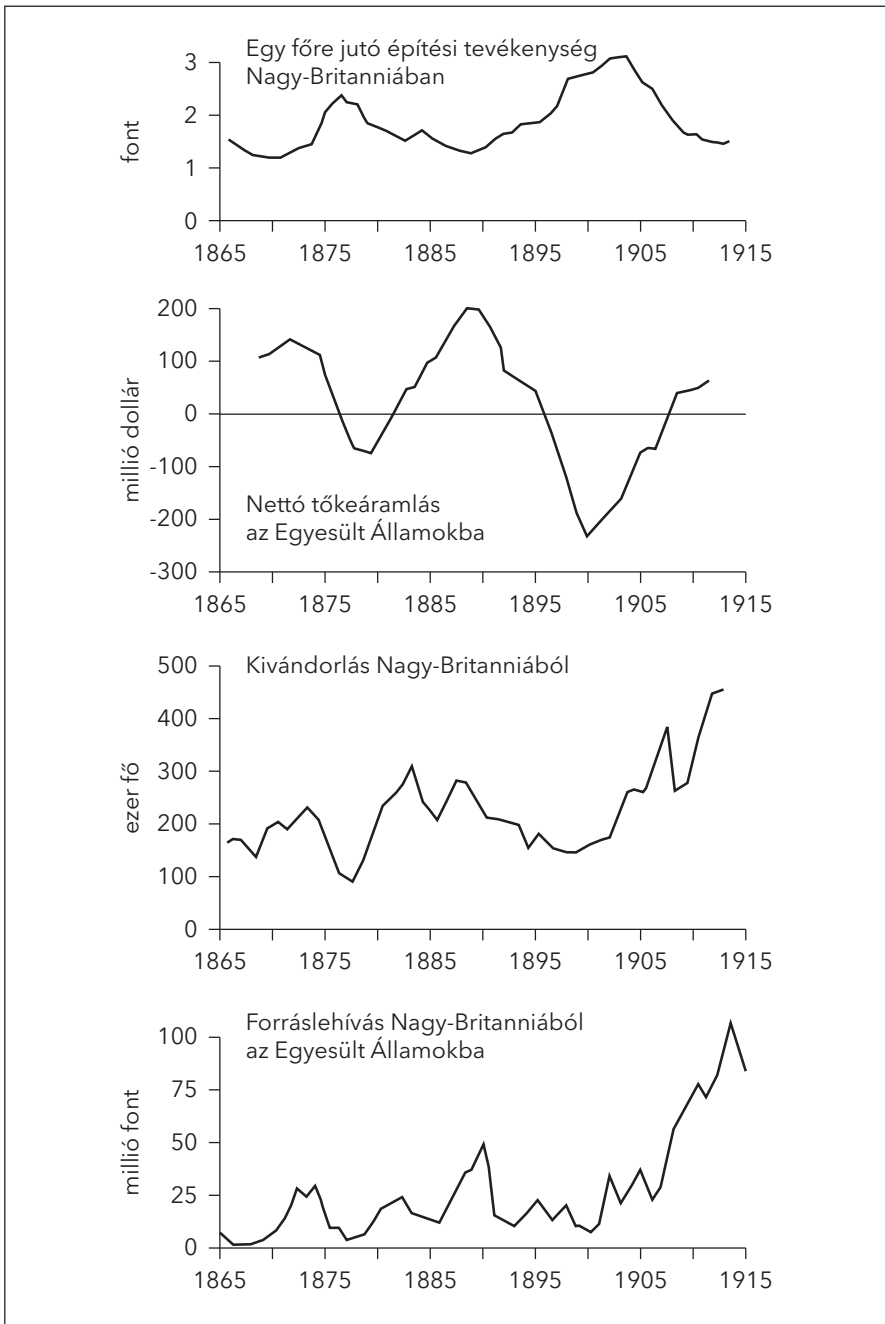 Egy főre jutó építési tevékenység
Nagy-Britanniában
font
3
2
1
0
1865 1875 1885 1895 1905 1915
millió dollár
200
100
0
-100
-200
-300
Nettó tőkeáramlás
az Egyesült Államokba
1865 1875 1885 1895 1905 1915
Kivándorlás Nagy-Britanniából
ezer fő
500
400
300
200
100
0
1865 1875 1885 1895 1905 1915
Forráslehívás Nagy-Britanniából
az Egyesült Államokba
millió font
100
75
50
25
0
1865 1875 1885 1895 1905 1915